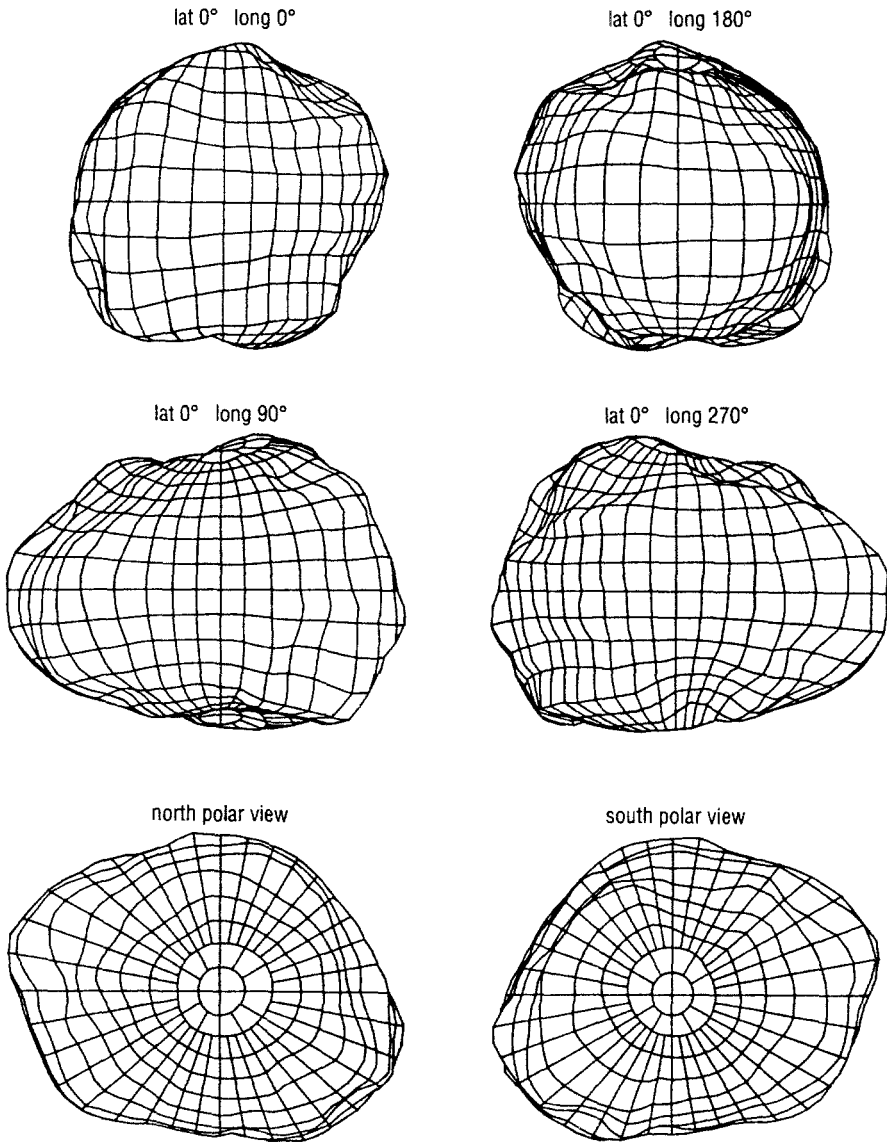 lat 0° long 0°
lat 0° long 180°
lat 0° long 90°
lat 0° long 270°
north polar view
south polar view